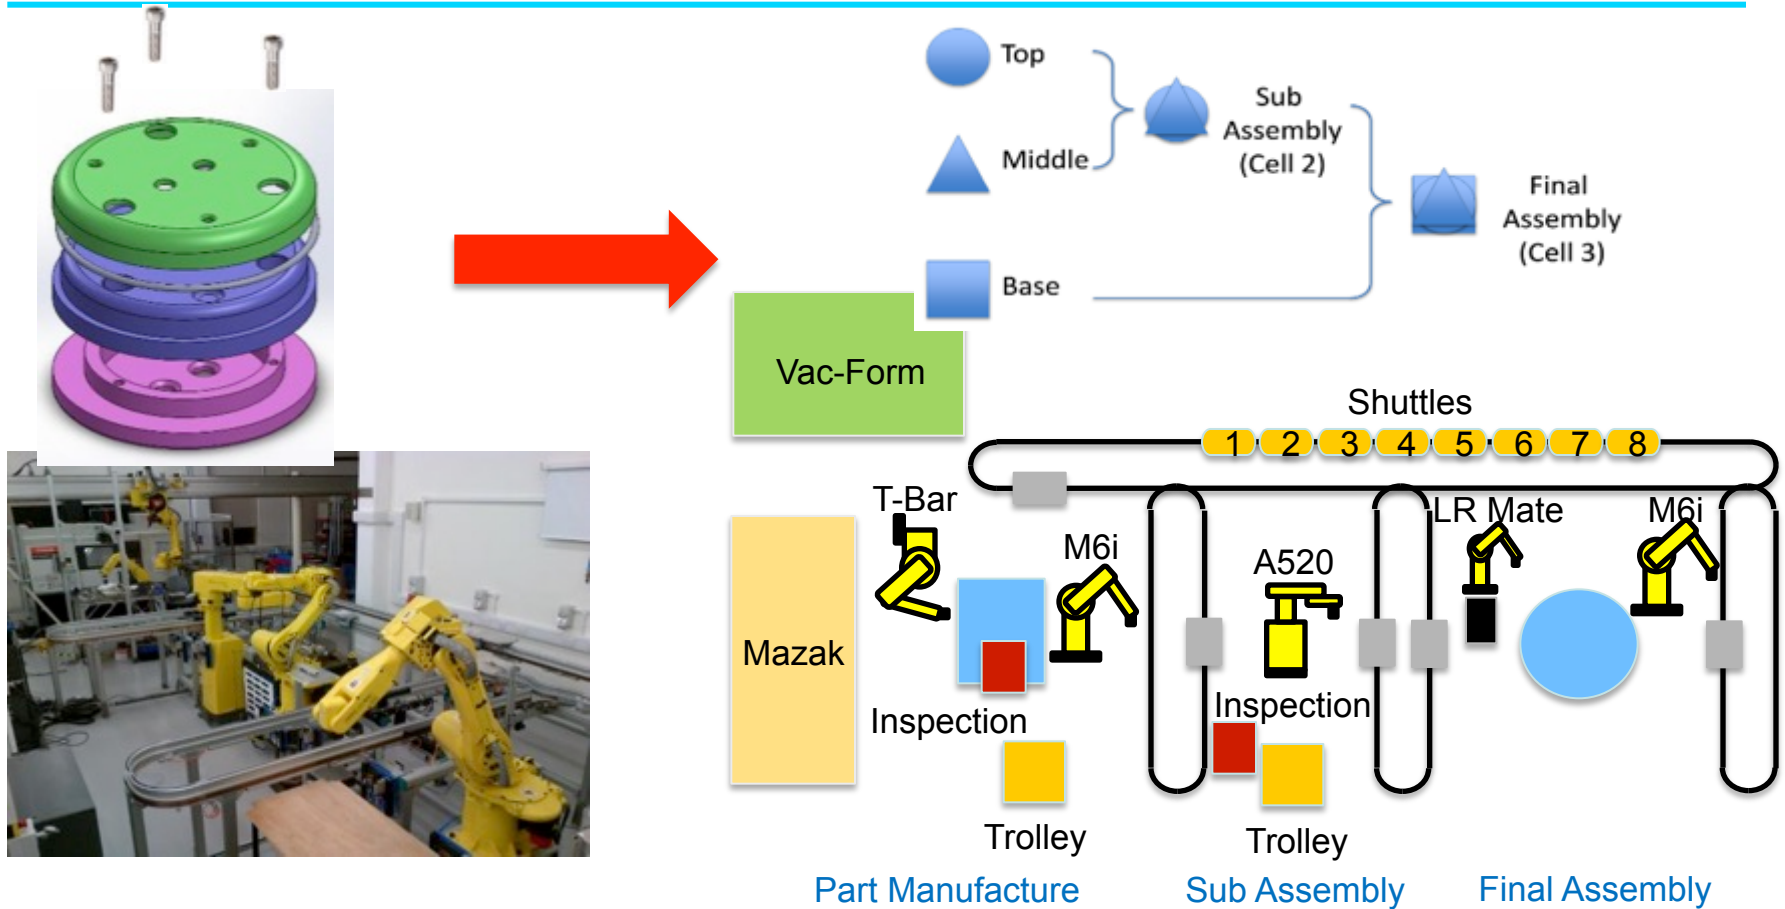 Top
Middle
Base
Sub
Assembly
(Cell 2)
Final
Assembly
(Cell 3)
Vac-Form
Shuttles
1 2 3 4 5 6 7 8
T-Bar
M6i
A520
LR Mate
M6i
Mazak
Inspection
Inspection
Trolley
Trolley
Part Manufacture
Sub Assembly
Final Assembly